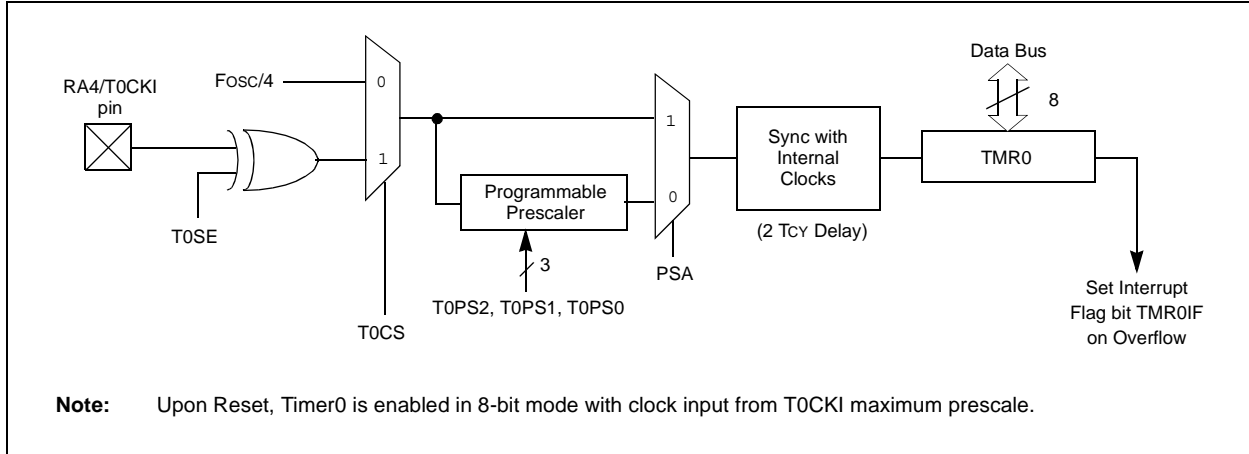 Data Bus
8
RA4/T0CKI
pin
FOSC/4
0
1
T0SE
T0CS
Programmable
Prescaler
3
T0PS2, T0PS1, T0PS0
1
0
PSA
Sync with
Internal
Clocks
(2 TCY Delay)
TMR0
Set Interrupt
Flag bit TMR0IF
on Overflow
Note: Upon Reset, Timer0 is enabled in 8-bit mode with clock input from T0CKI maximum prescale.